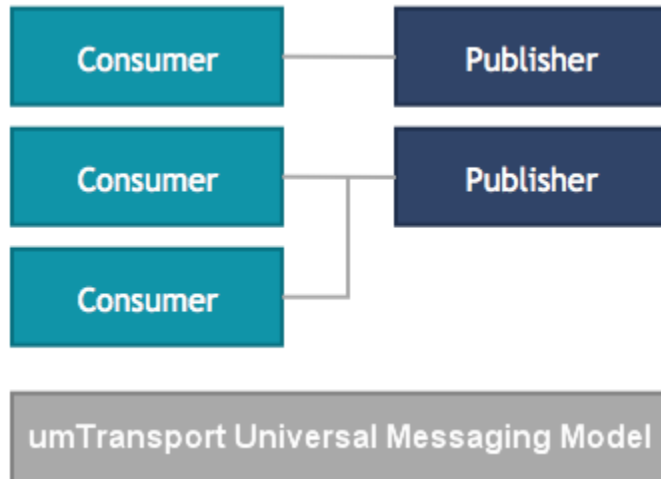 Consumer Publisher
Consumer Publisher
Consumer
umTransport Universal Messaging Model